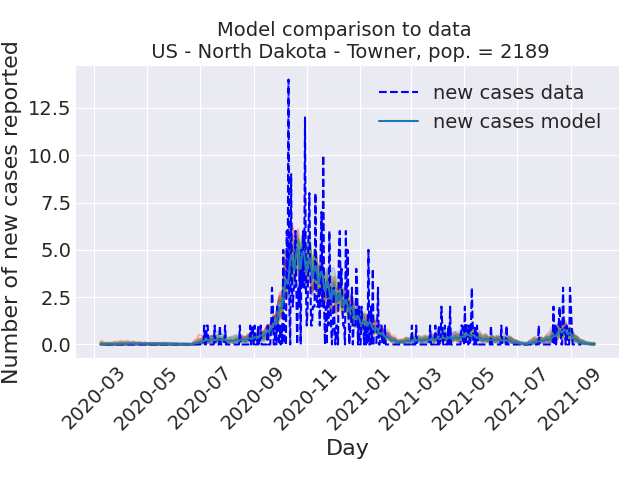 Model comparison to data
US - North Dakota - Towner, pop. = 2189
Number of new cases reported
12.5
10.0
7.5
5.0
2.5
0.0
new cases data
new cases model
2020-03
2020-05
2020-07
2020-09
2020-11
2021-01
2021-03
2021-05
2021-07
2021-09
Day